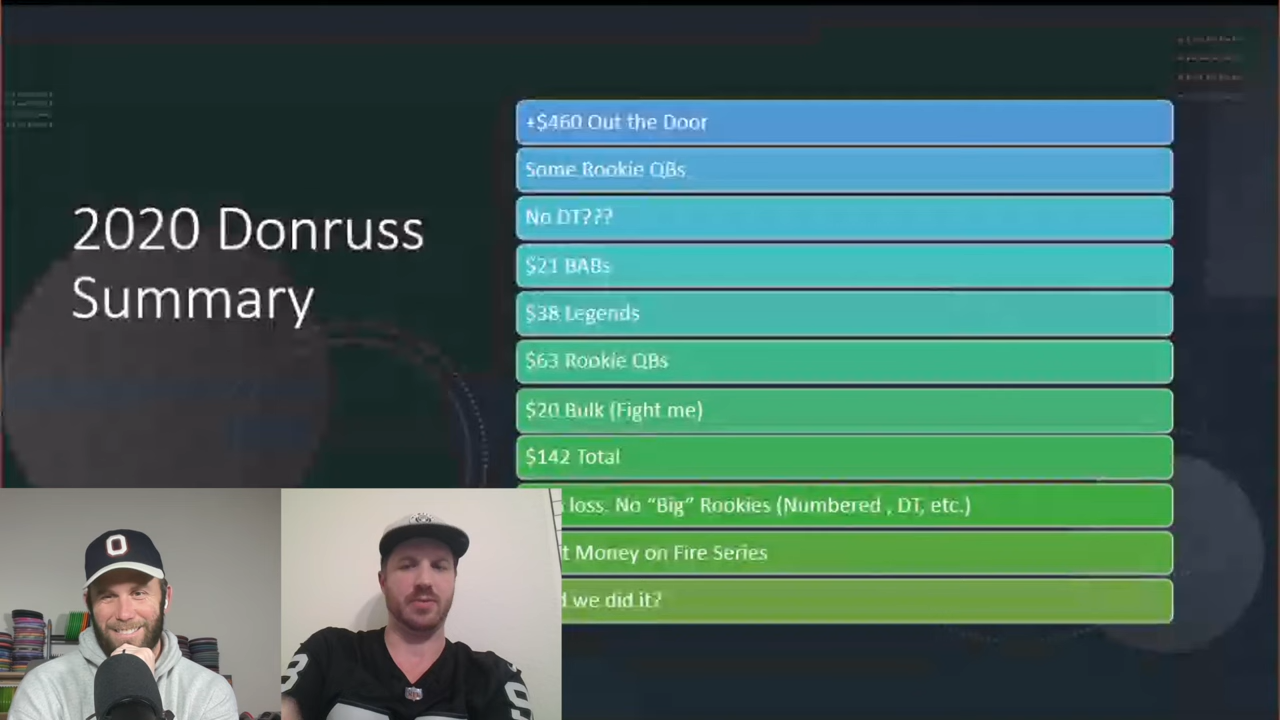 2020 Donruss
Summary
+$460 Out the Door
Some Rookie QBs
No DT???
$21 BABs
$38 Legends
$63 Rookie QBs
$20 Bulk (Fight me)
$142 Total
loss. No “Big” Rookies (Numbered , DT, etc.)
Money on Fire Series
we did it?
O